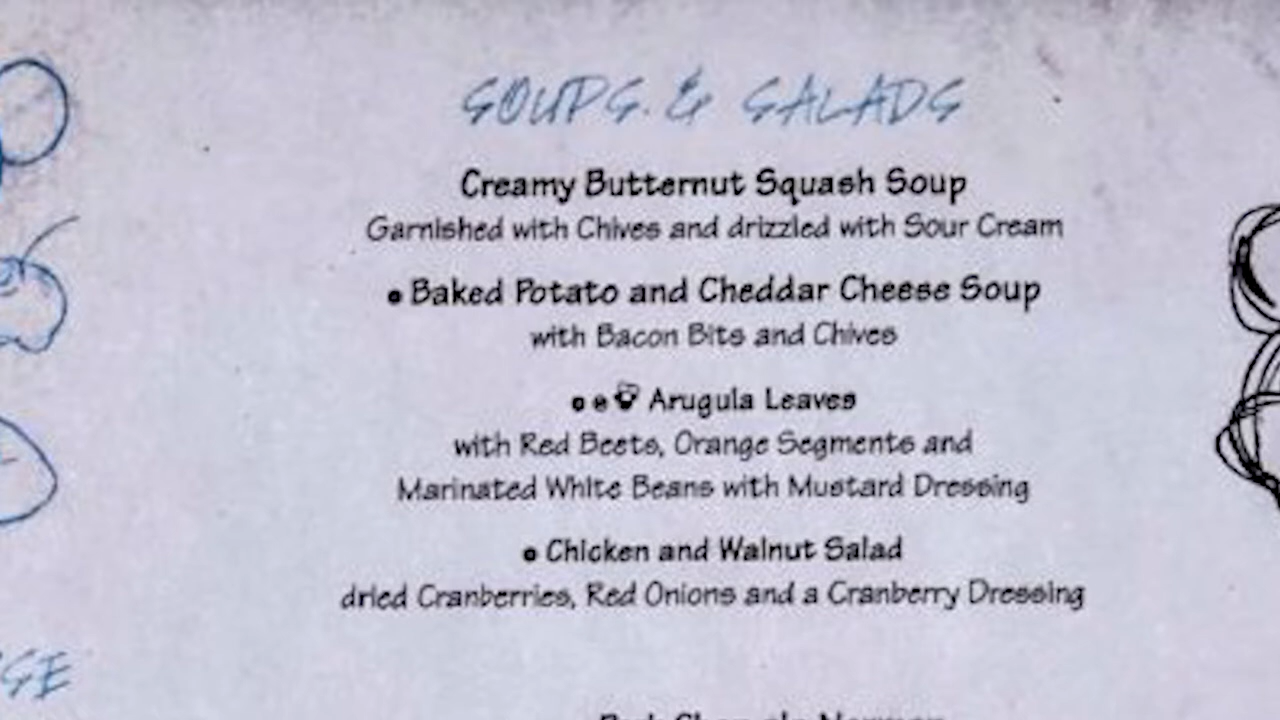 SOUPS & SALADS
Creamy Butternut Squash Soup
Garnished with Chives and drizzled with Sour Cream
Baked Potato and Cheddar Cheese Soup
with Bacon Bits and Chives
Arugula Leaves
with Red Beets, Orange Segments and
Marinated White Beans with Mustard Dressing
Chicken and Walnut Salad
dried Cranberries, Red Onions and a Cranberry Dressing